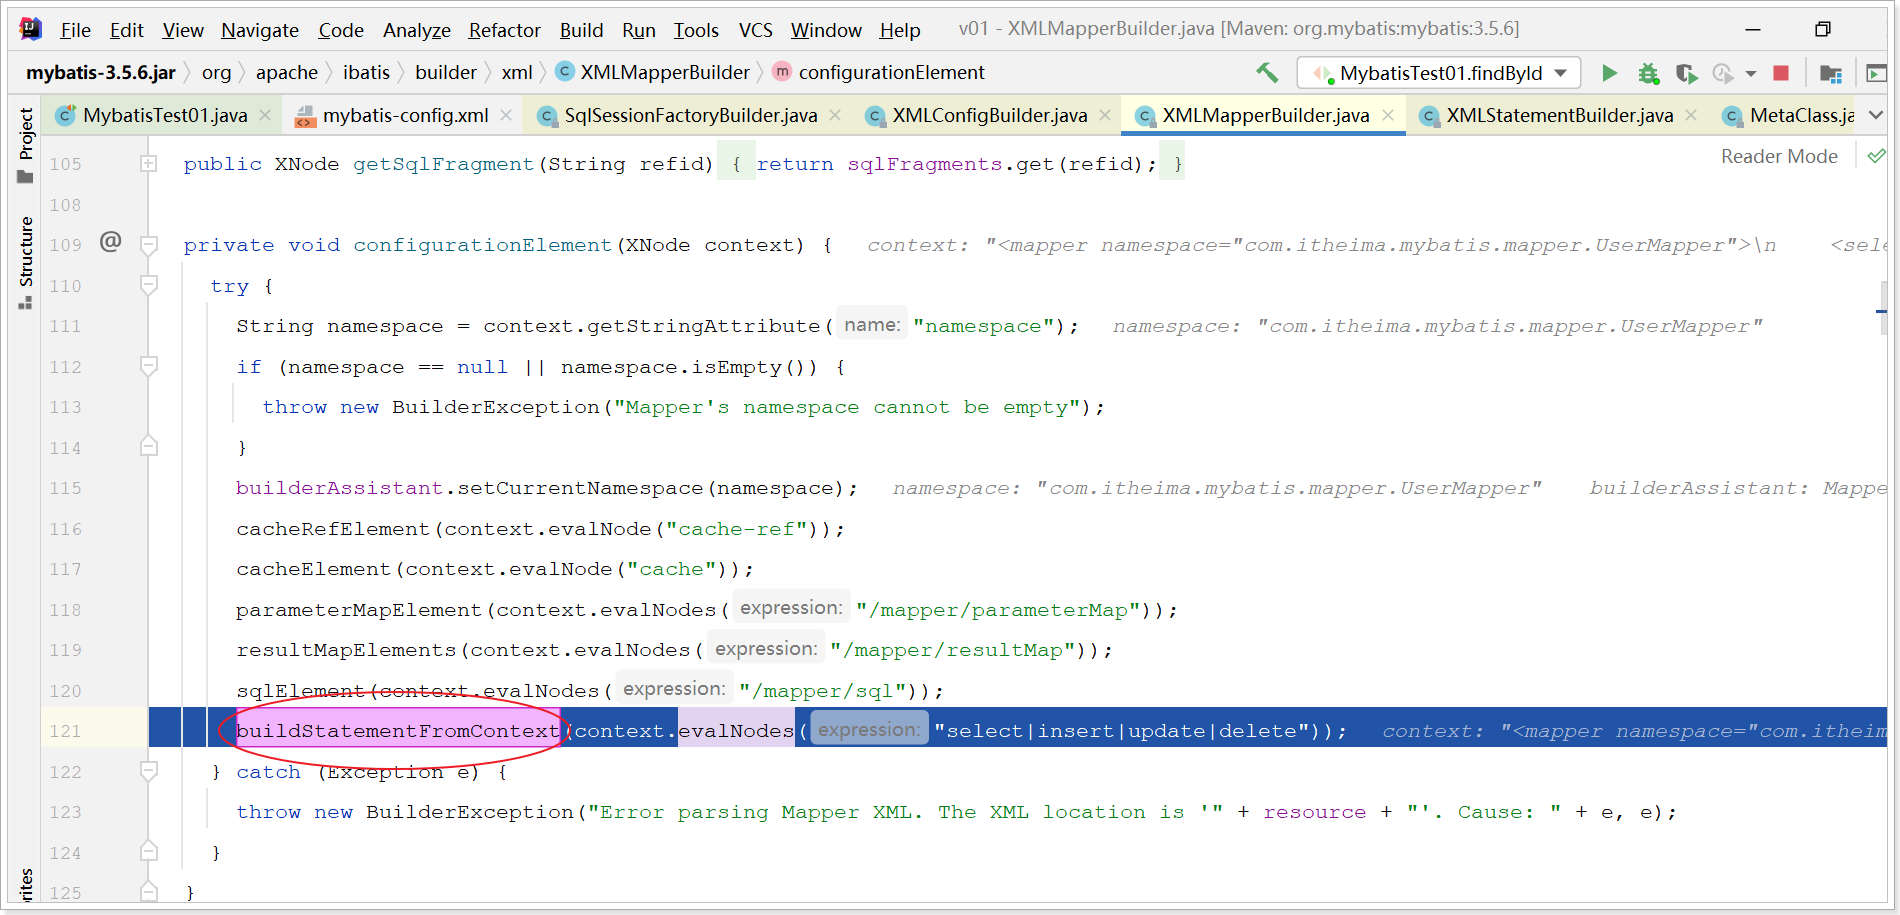 File Edit View Navigate Code Analyze Refactor Build Run Tools VCS Window Help v01 - XMLMapperBuilder.java [Maven: org.mybatis:mybatis:3.5.6]
mybatis-3.5.6.jar org apache ibatis builder xml XMLMapperBuilder configurationElement MybatisTest01.findById
MybatisTest01.java mybatis-config.xml SqlSessionFactoryBuilder.java XMLConfigBuilder.java XMLMapperBuilder.java XMLStatementBuilder.java MetaClass.ja
Project
Structure
rites
Reader Mode
105 public XNode getSqlFragment(String refid) { return sqlFragments.get(refid); }
108
109 @ private void configurationElement(XNode context) { context: "<mapper namespace="com.itheima.mybatis.mapper.UserMapper">\n <sele
110 try {
111 String namespace = context.getStringAttribute( name: "namespace"); namespace: "com.itheima.mybatis.mapper.UserMapper"
112 if (namespace == null || namespace.isEmpty()) {
113 throw new BuilderException("Mapper's namespace cannot be empty");
114 }
115 builderAssistant.setCurrentNamespace(namespace); namespace: "com.itheima.mybatis.mapper.UserMapper" builderAssistant: Mappe
116 cacheRefElement(context.evalNode("cache-ref"));
117 cacheElement(context.evalNode("cache"));
118 parameterMapElement(context.evalNodes( expression: "/mapper/parameterMap"));
119 resultMapElements(context.evalNodes( expression: "/mapper/resultMap"));
120 sqlElement(context.evalNodes( expression: "/mapper/sql"));
121 buildStatementFromContext(context.evalNodes( expression: "select|insert|update|delete")); context: "<mapper namespace="com.itheim
122 } catch (Exception e) {
123 throw new BuilderException("Error parsing Mapper XML. The XML location is '" + resource + "'. Cause: " + e, e);
124 }
125 }